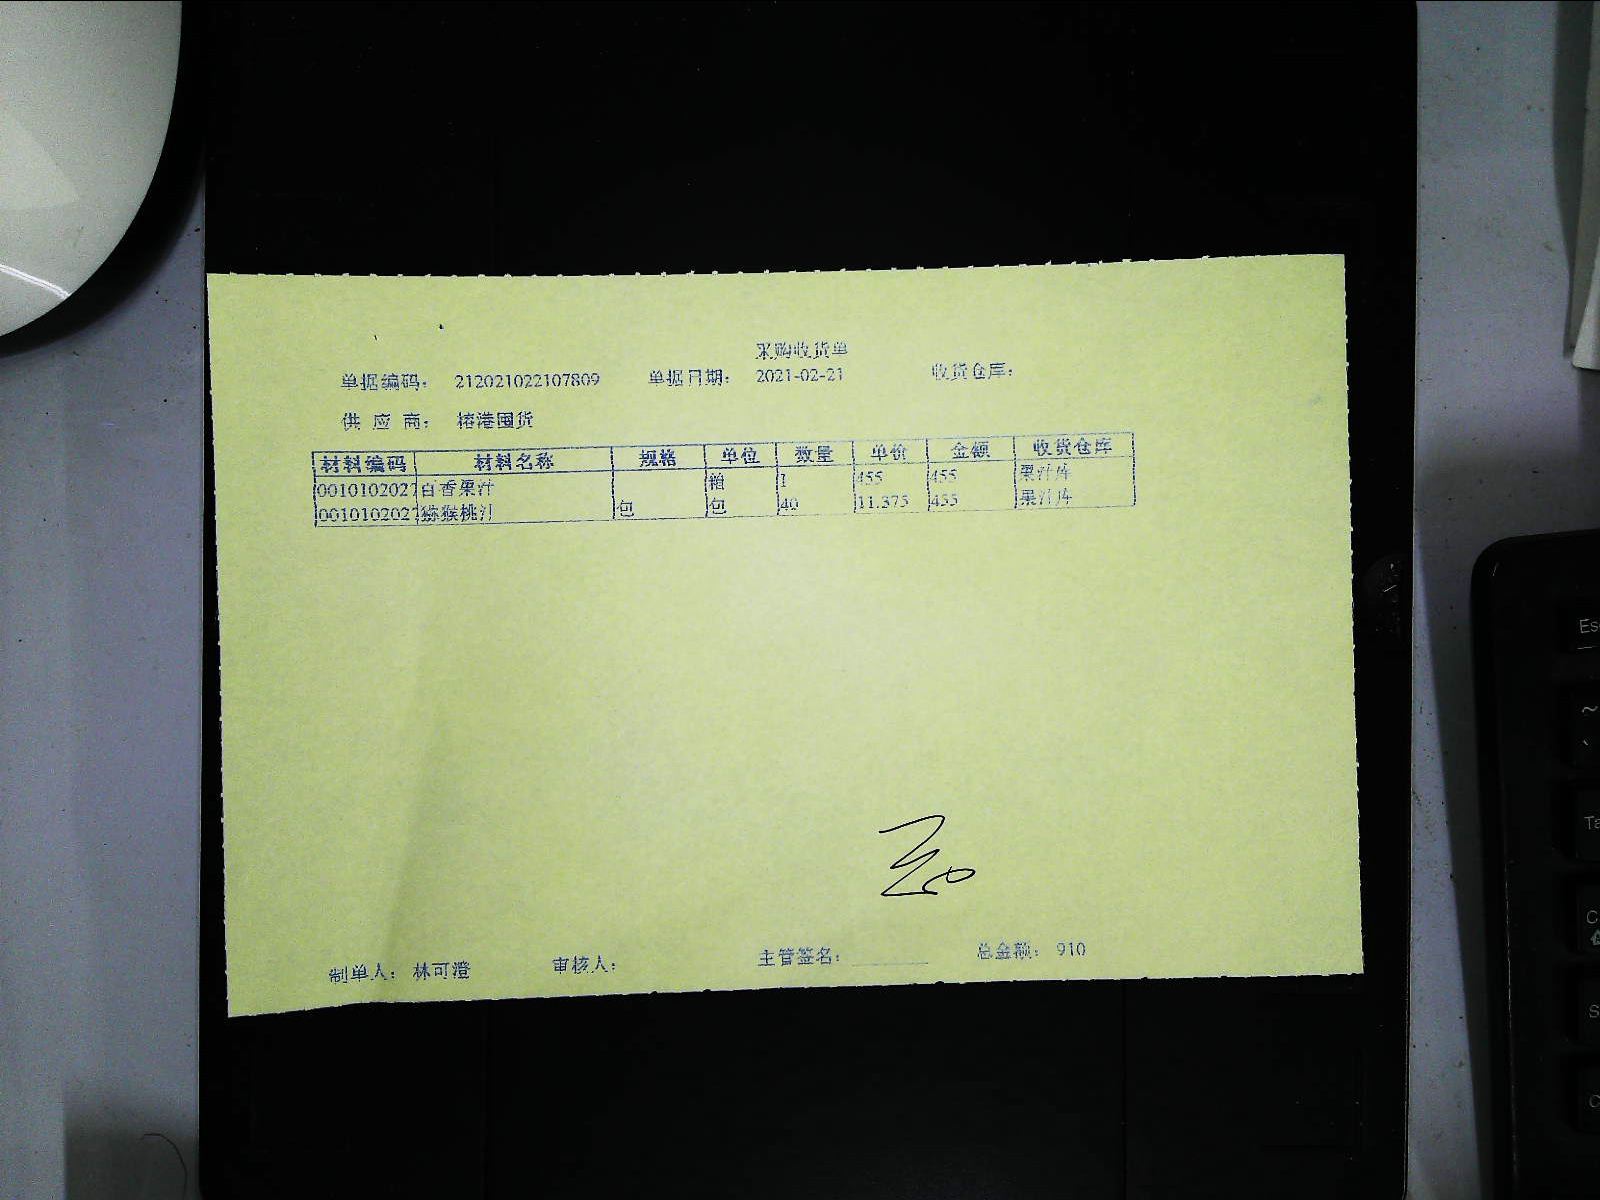 采购收货单
单据编码： 212021022107809 单据日期： 2021-02-21 收货仓库：
供 应 商： 榕港囤货
材料编码 材料名称 规格 单位 数量 单价 金额 收货仓库
0010102027 百香果汁 箱 1 455 455 果汁库
0010102027 猕猴桃汁 包 包 40 11.375 455 果汁库
制单人： 林可澄 审核人： 主管签名： 总金额： 910
Es
~
Ta
C
S
C